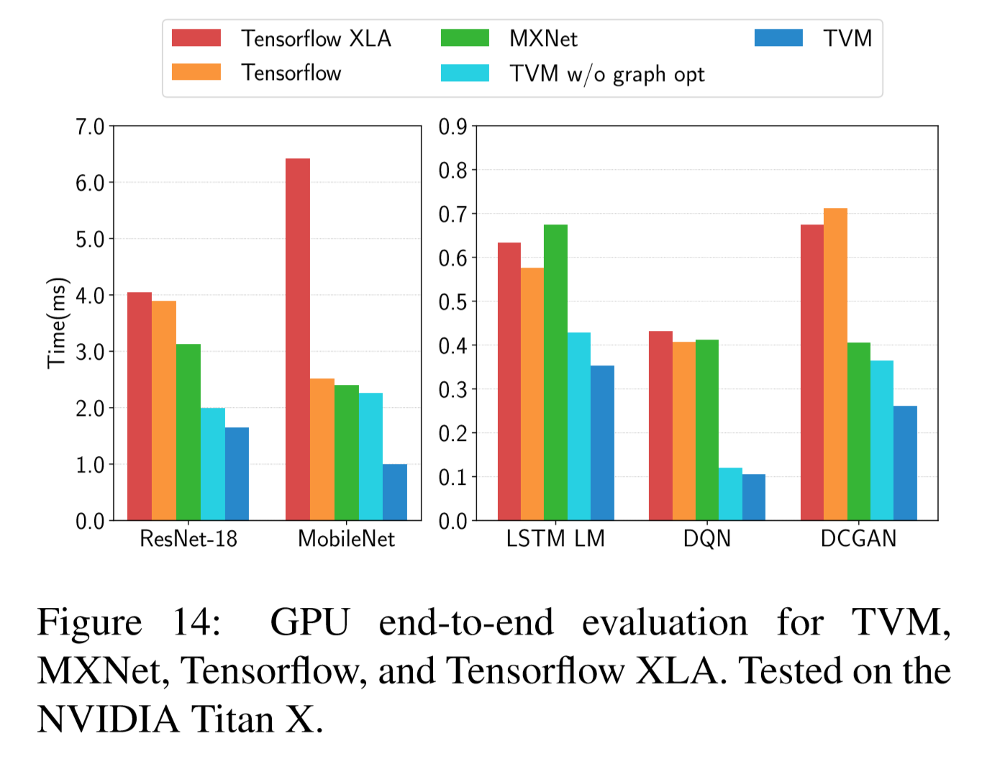 Tensorflow XLA
MXNet
TVM
Tensorflow
TVM w/o graph opt
7.0
6.0
5.0
4.0
3.0
2.0
1.0
0.0
Time(ms)
ResNet-18
MobileNet
0.9
0.8
0.7
0.6
0.5
0.4
0.3
0.2
0.1
0.0
LSTM LM
DQN
DCGAN
Figure 14: GPU end-to-end evaluation for TVM,
MXNet, Tensorflow, and Tensorflow XLA. Tested on the
NVIDIA Titan X.